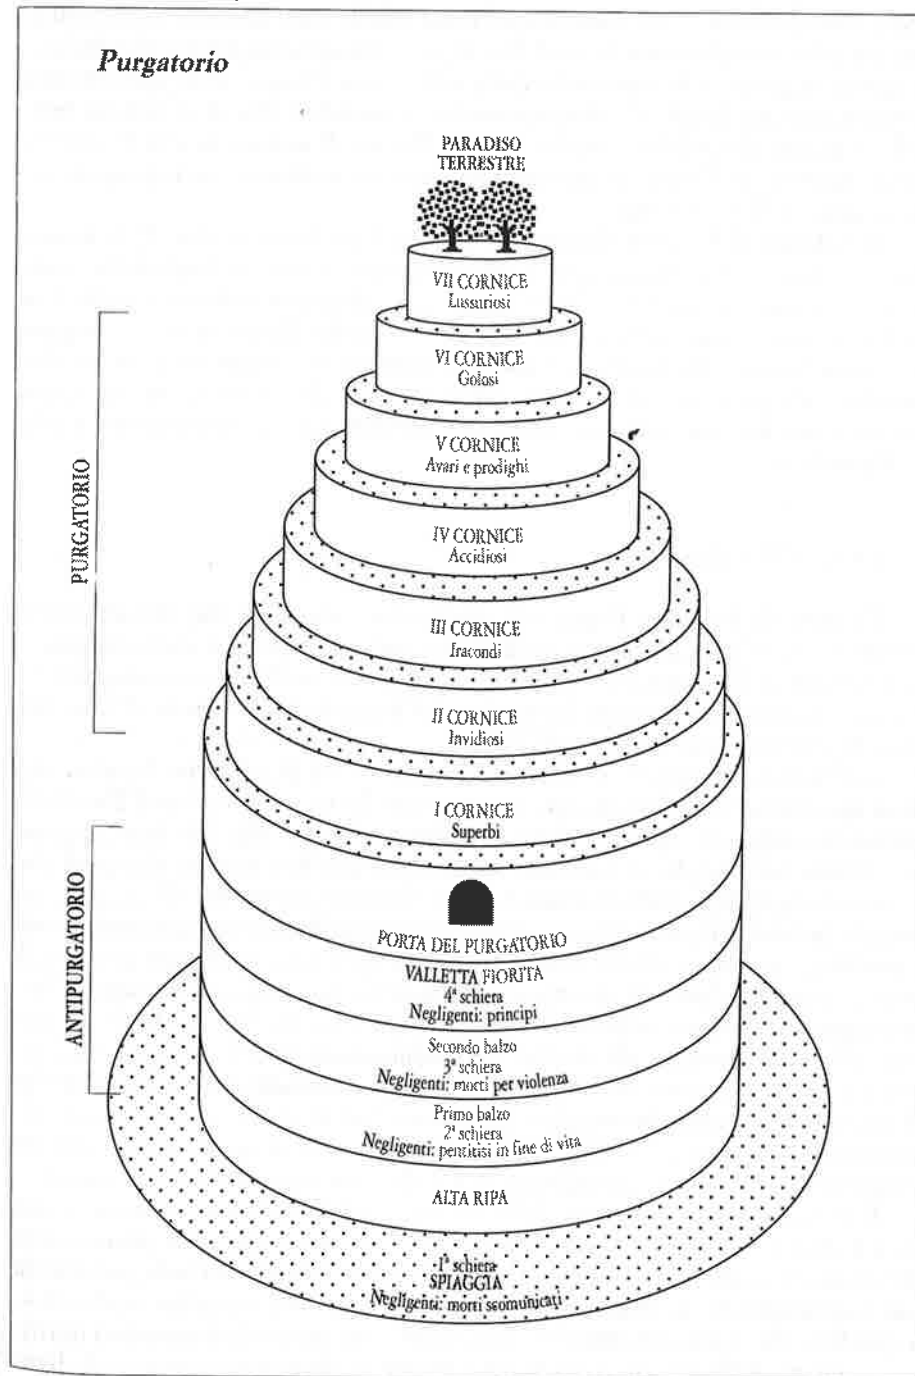 Purgatorio
PARADISO
TERRESTRE
VII CORNICE
Lussuriosi
VI CORNICE
Golosi
V CORNICE
Avari e prodighi
IV CORNICE
Accidiosi
III CORNICE
Iracondi
II CORNICE
Invidiosi
I CORNICE
Superbi
PURGATORIO
PORTA DEL PURGATORIO
VALLETTA FIORITA
4ª schiera
Negligenti: principi
Secondo balzo
3ª schiera
Negligenti: morti per violenza
Primo balzo
2ª schiera
Negligenti: pentitisi in fine di vita
ALTA RIPA
ANTIPURGATORIO
1ª schiera
SPIAGGIA
Negligenti: morti scomunicati